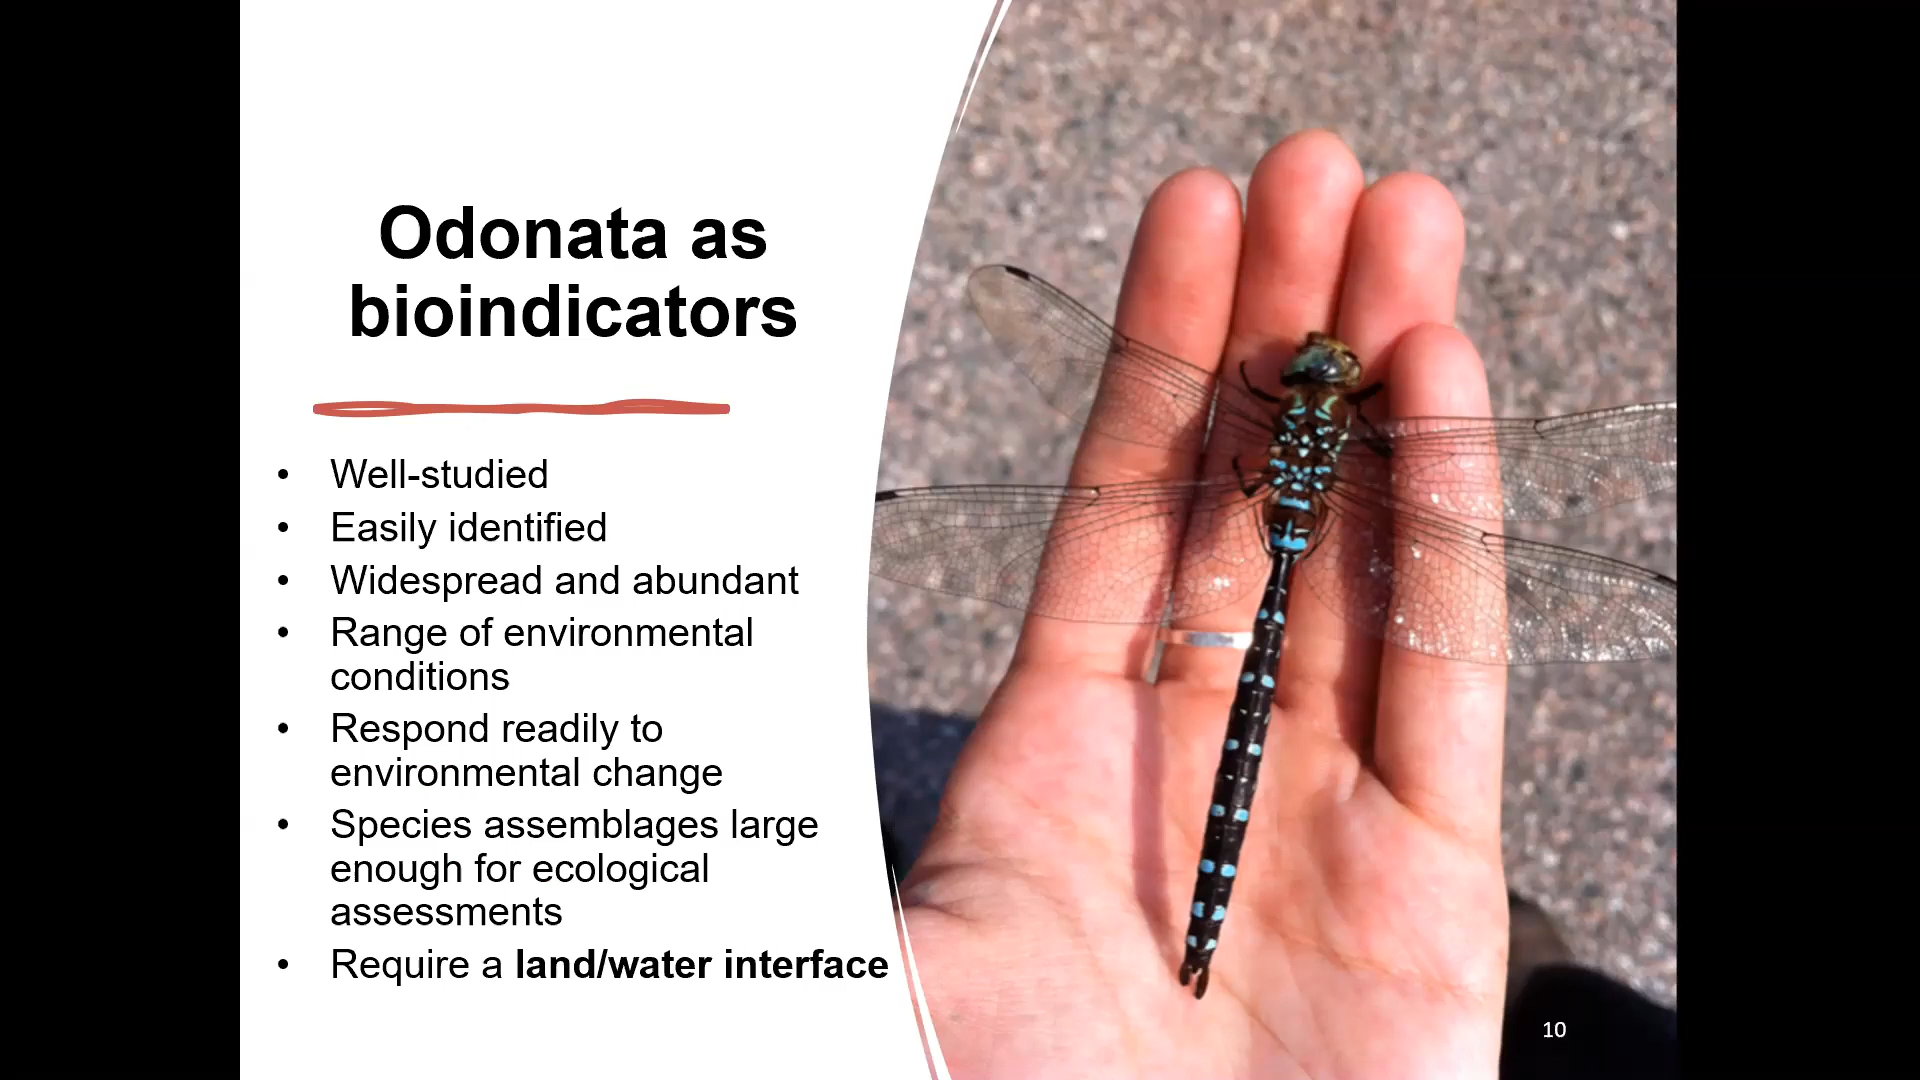 Odonata as
bioindicators
• Well-studied
• Easily identified
• Widespread and abundant
• Range of environmental
conditions
• Respond readily to
environmental change
• Species assemblages large
enough for ecological
assessments
• Require a land/water interface
10